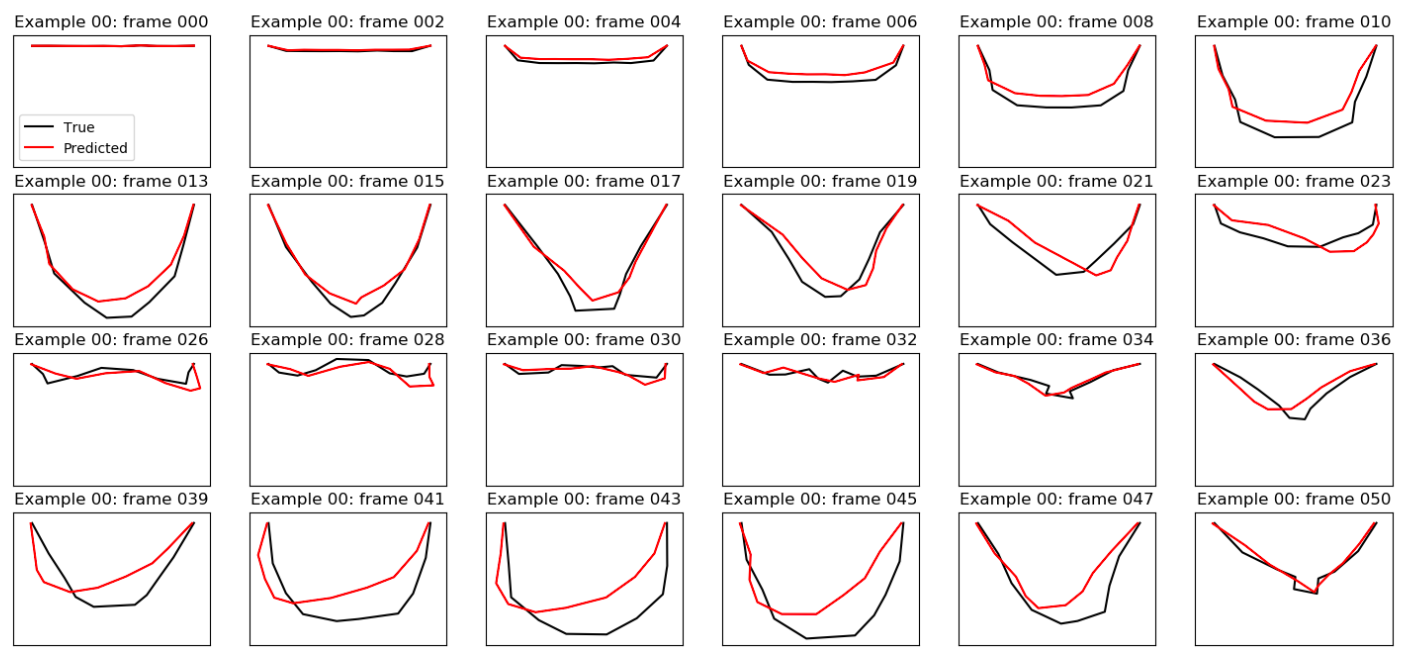 Example 00: frame 000
Example 00: frame 002
Example 00: frame 004
Example 00: frame 006
Example 00: frame 008
Example 00: frame 010
True
Predicted
Example 00: frame 013
Example 00: frame 015
Example 00: frame 017
Example 00: frame 019
Example 00: frame 021
Example 00: frame 023
Example 00: frame 026
Example 00: frame 028
Example 00: frame 030
Example 00: frame 032
Example 00: frame 034
Example 00: frame 036
Example 00: frame 039
Example 00: frame 041
Example 00: frame 043
Example 00: frame 045
Example 00: frame 047
Example 00: frame 050